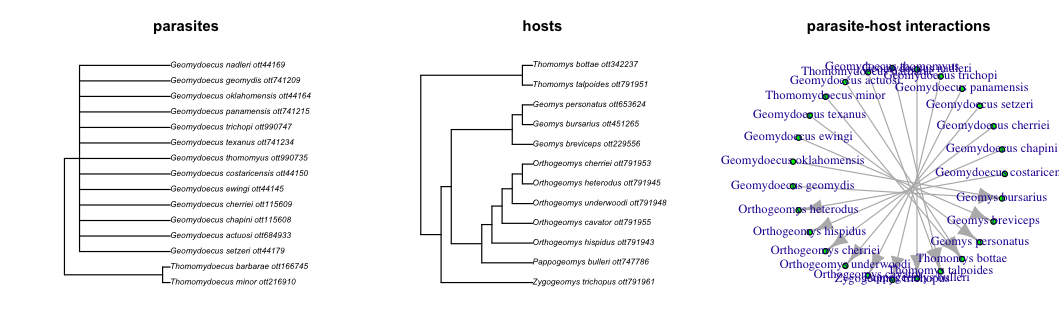 parasites
Geomydoecus nadleri ott44169
Geomydoecus geomydis ott741209
Geomydoecus oklahomensis ott44164
Geomydoecus panamensis ott741215
Geomydoecus trichopi ott990747
Geomydoecus texanus ott741234
Geomydoecus thomomyus ott990735
Geomydoecus costaricensis ott44150
Geomydoecus ewingi ott44145
Geomydoecus cherriei ott115609
Geomydoecus chapini ott115608
Geomydoecus actuosi ott684933
Geomydoecus setzeri ott44179
Thomomydoecus barbarae ott166745
Thomomydoecus minor ott216910
hosts
Thomomys bottae ott342237
Thomomys talpoides ott791951
Geomys personatus ott653624
Geomys bursarius ott451265
Geomys breviceps ott229556
Orthogeomys cherriei ott791953
Orthogeomys heterodus ott791945
Orthogeomys underwoodi ott791948
Orthogeomys cavator ott791955
Orthogeomys hispidus ott791943
Pappogeomys bulleri ott747786
Zygogeomys trichopus ott791961
parasite-host interactions
Geomydoecus thomomyus
Geomydoecus nadleri
Thomomydoecus barbarae
Geomydoecus trichopi
Geomydoecus actuosi
Geomydoecus panamensis
Thomomydoecus minor
Geomydoecus setzeri
Geomydoecus texanus
Geomydoecus cherriei
Geomydoecus ewingi
Geomydoecus chapini
Geomydoecus oklahomensis
Geomydoecus costaricen
Geomydoecus geomydis
Geomys bursarius
Orthogeomys heterodus
Geomys breviceps
Orthogeomys hispidus
Geomys personatus
Orthogeomys cherriei
Thomomys bottae
Orthogeomys underwoodi
Thomomys talpoides
Orthogeomys cavator
Zygogeomys trichopus
Pappogeomys bulleri